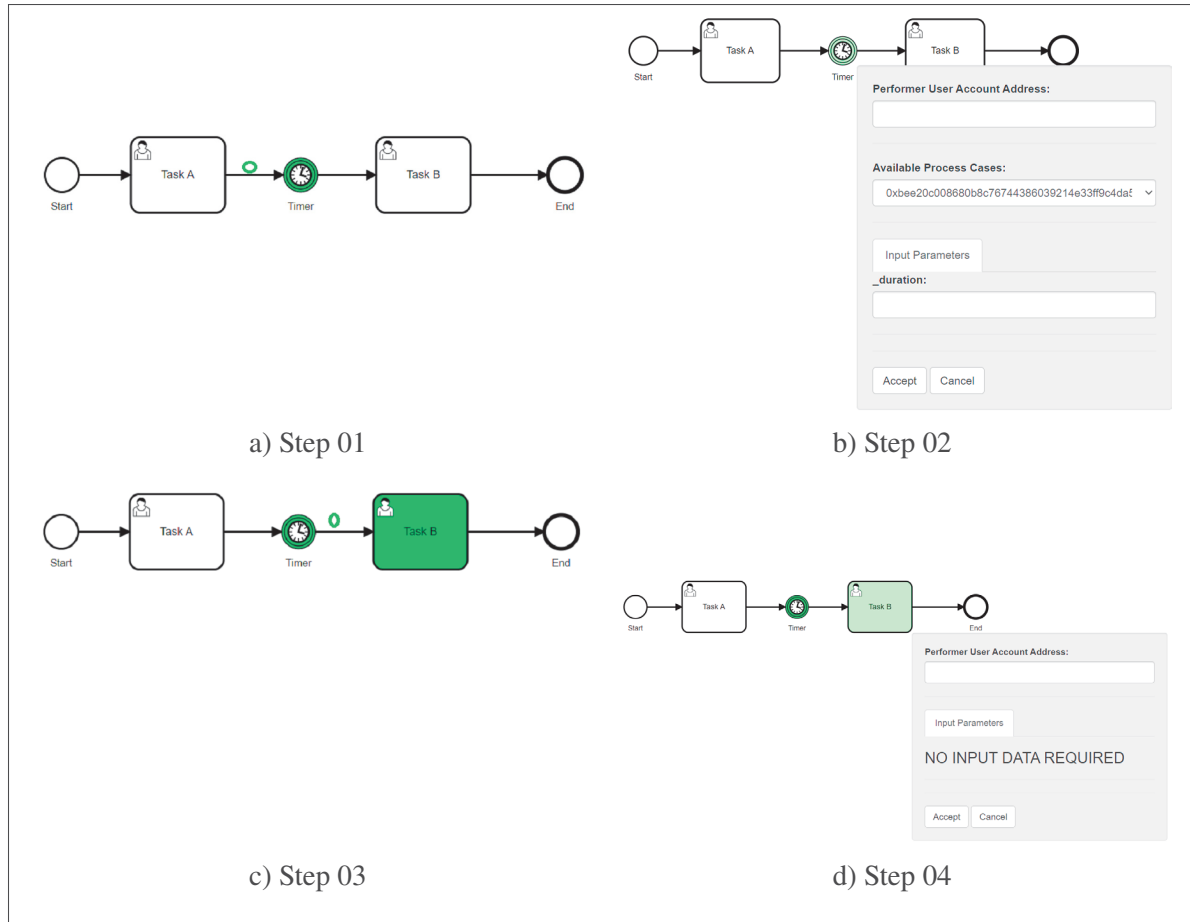 Task A
Task B
Start
Timer
End
a) Step 01
Task A
Task B
Start
Timer
Performer User Account Address:
Available Process Cases:
0xbee20c008680b8c76744386039214e33ff9c4da5
Input Parameters
_duration:
Accept
Cancel
b) Step 02
Task A
Task B
Start
Timer
End
c) Step 03
Task A
Task B
Start
Timer
End
Performer User Account Address:
Input Parameters
NO INPUT DATA REQUIRED
Accept
Cancel
d) Step 04